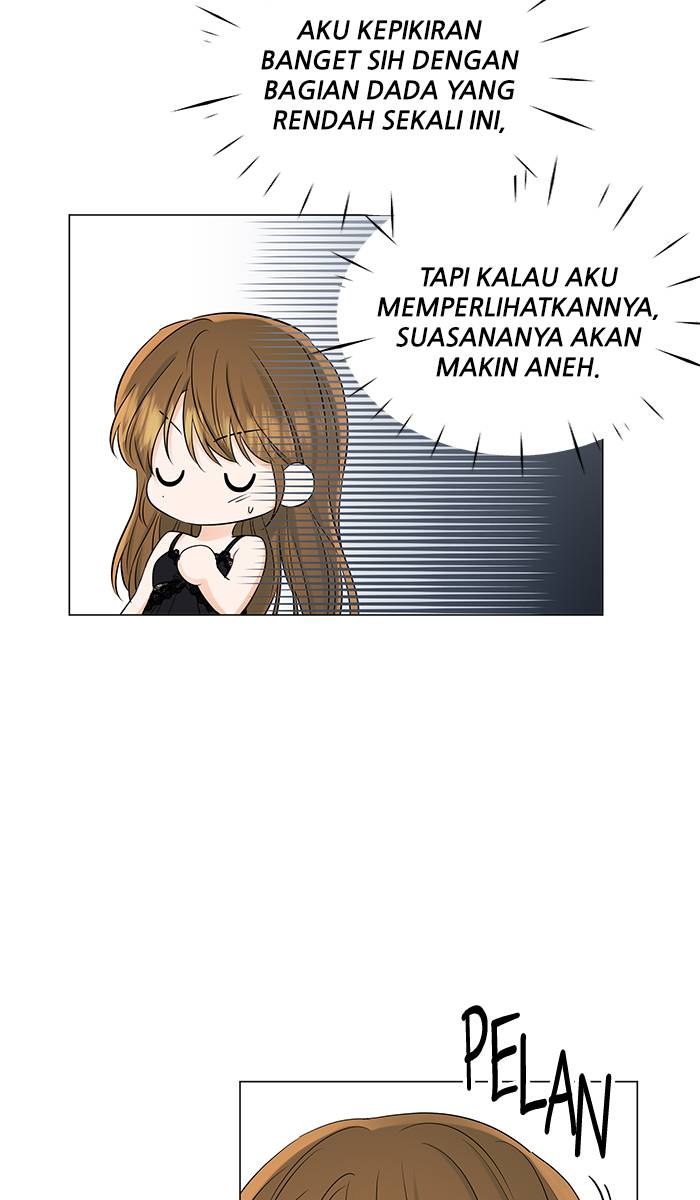 AKU KEPIKIRAN
BANGET SIH DENGAN
BAGIAN DADA YANG
RENDAH SEKALI INI,
TAPI KALAU AKU
MEMPERLIHATKANNYA,
SUASANANYA AKAN
MAKIN ANEH.
PELAN